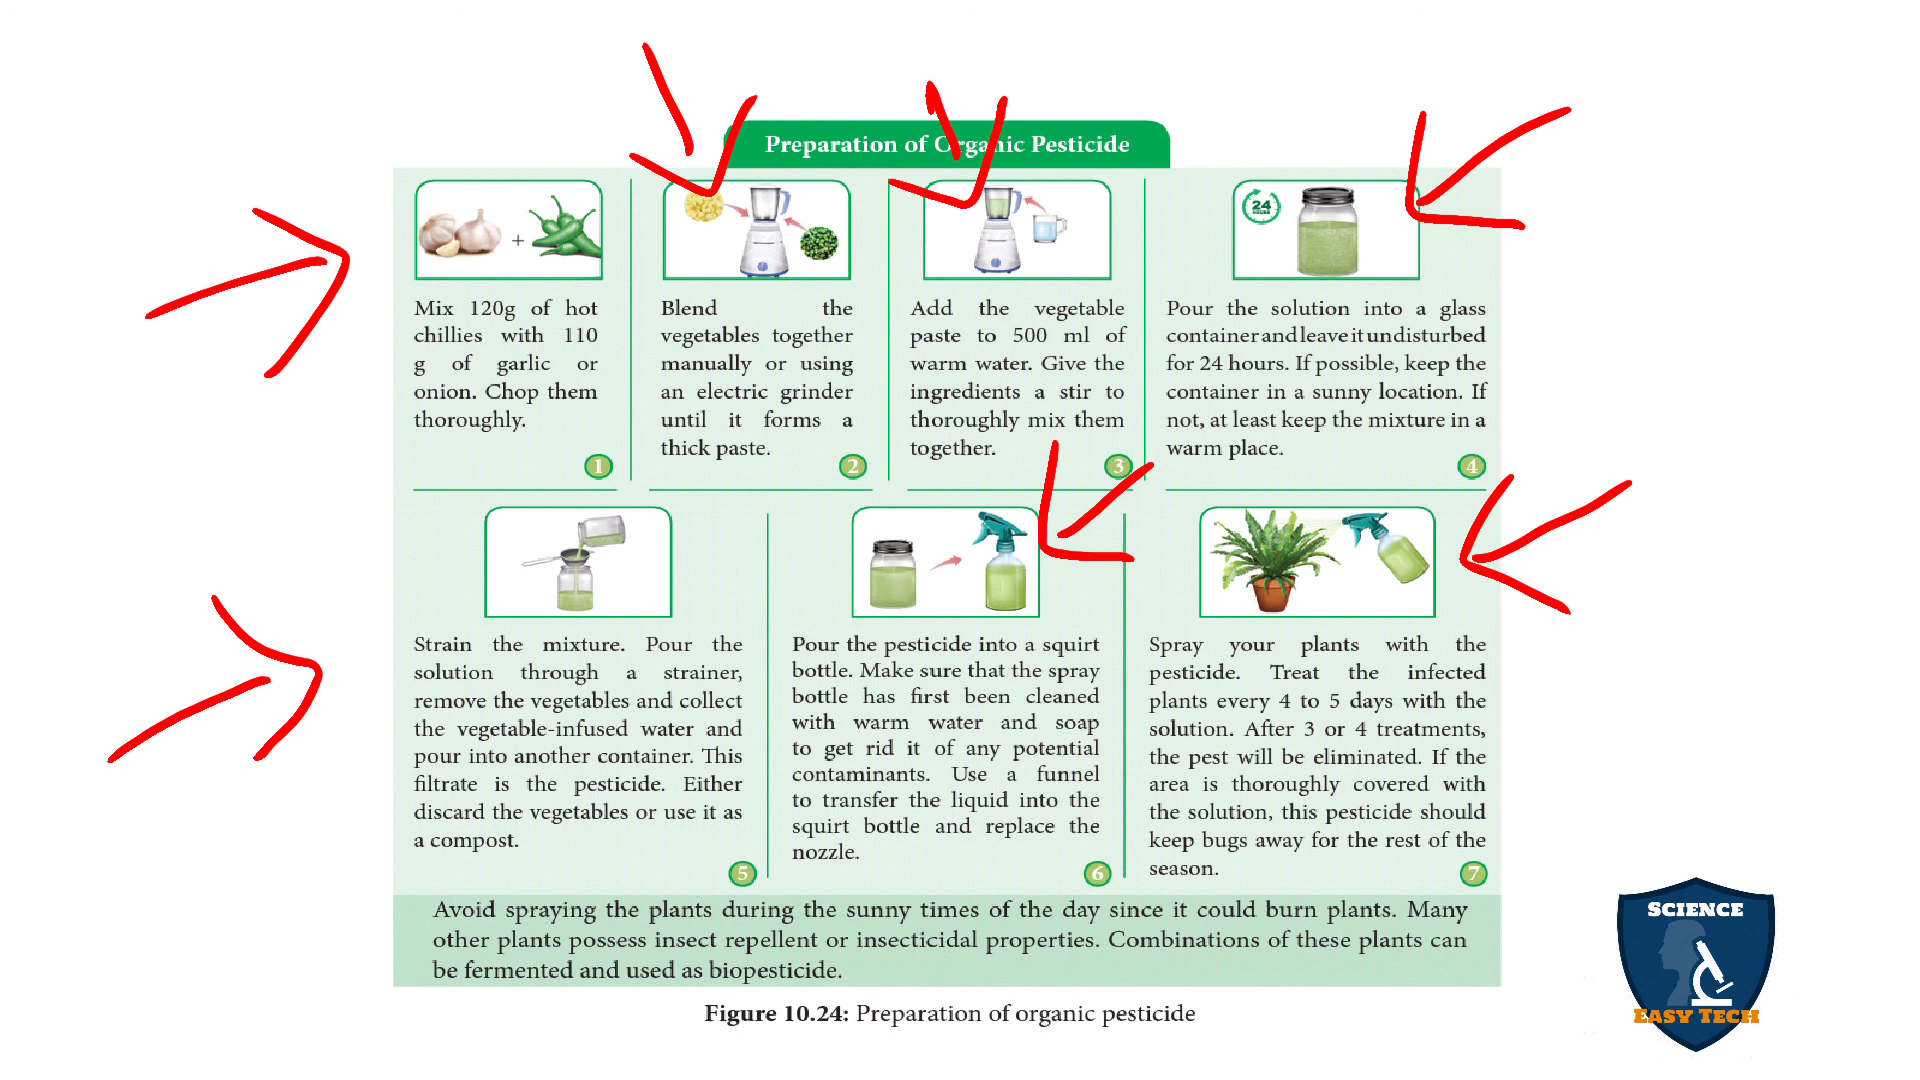 Preparation of Organic Pesticide
24
HOURS
Mix 120g of hot
chillies with 110
g of garlic or
onion. Chop them
thoroughly.
1
Blend the
vegetables together
manually or using
an electric grinder
until it forms a
thick paste.
2
Add the vegetable
paste to 500 ml of
warm water. Give the
ingredients a stir to
thoroughly mix them
together.
3
Pour the solution into a glass
container and leave it undisturbed
for 24 hours. If possible, keep the
container in a sunny location. If
not, at least keep the mixture in a
warm place.
4
Strain the mixture. Pour the
solution through a strainer,
remove the vegetables and collect
the vegetable-infused water and
pour into another container. This
filtrate is the pesticide. Either
discard the vegetables or use it as
a compost.
5
Pour the pesticide into a squirt
bottle. Make sure that the spray
bottle has first been cleaned
with warm water and soap
to get rid it of any potential
contaminants. Use a funnel
to transfer the liquid into the
squirt bottle and replace the
nozzle.
6
Spray your plants with the
pesticide. Treat the infected
plants every 4 to 5 days with the
solution. After 3 or 4 treatments,
the pest will be eliminated. If the
area is thoroughly covered with
the solution, this pesticide should
keep bugs away for the rest of the
season.
7
Avoid spraying the plants during the sunny times of the day since it could burn plants. Many
other plants possess insect repellent or insecticidal properties. Combinations of these plants can
be fermented and used as biopesticide.
Figure 10.24: Preparation of organic pesticide
SCIENCE
EASY TECH